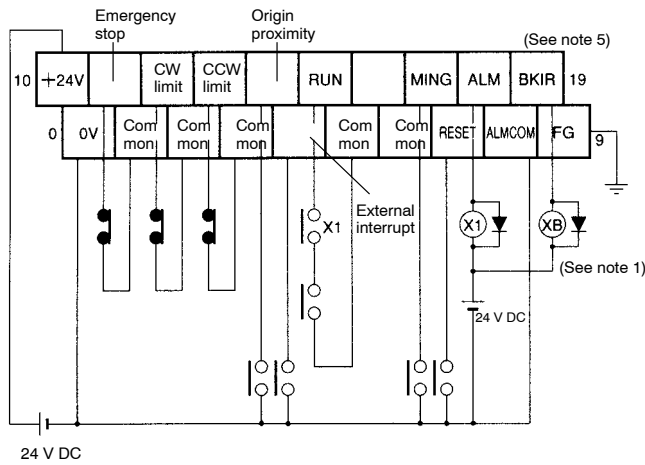 Emergency
stop
Origin
proximity
(See note 5)
10
+24V
CW
limit
CCW
limit
RUN
MING
ALM
BKIR
19
0
0V
Com
mon
Com
mon
Com
mon
Com
mon
Com
mon
RESET
ALMCOM
FG
9
External
interrupt
X1
X1
XB
(See note 1)
24 V DC
24 V DC